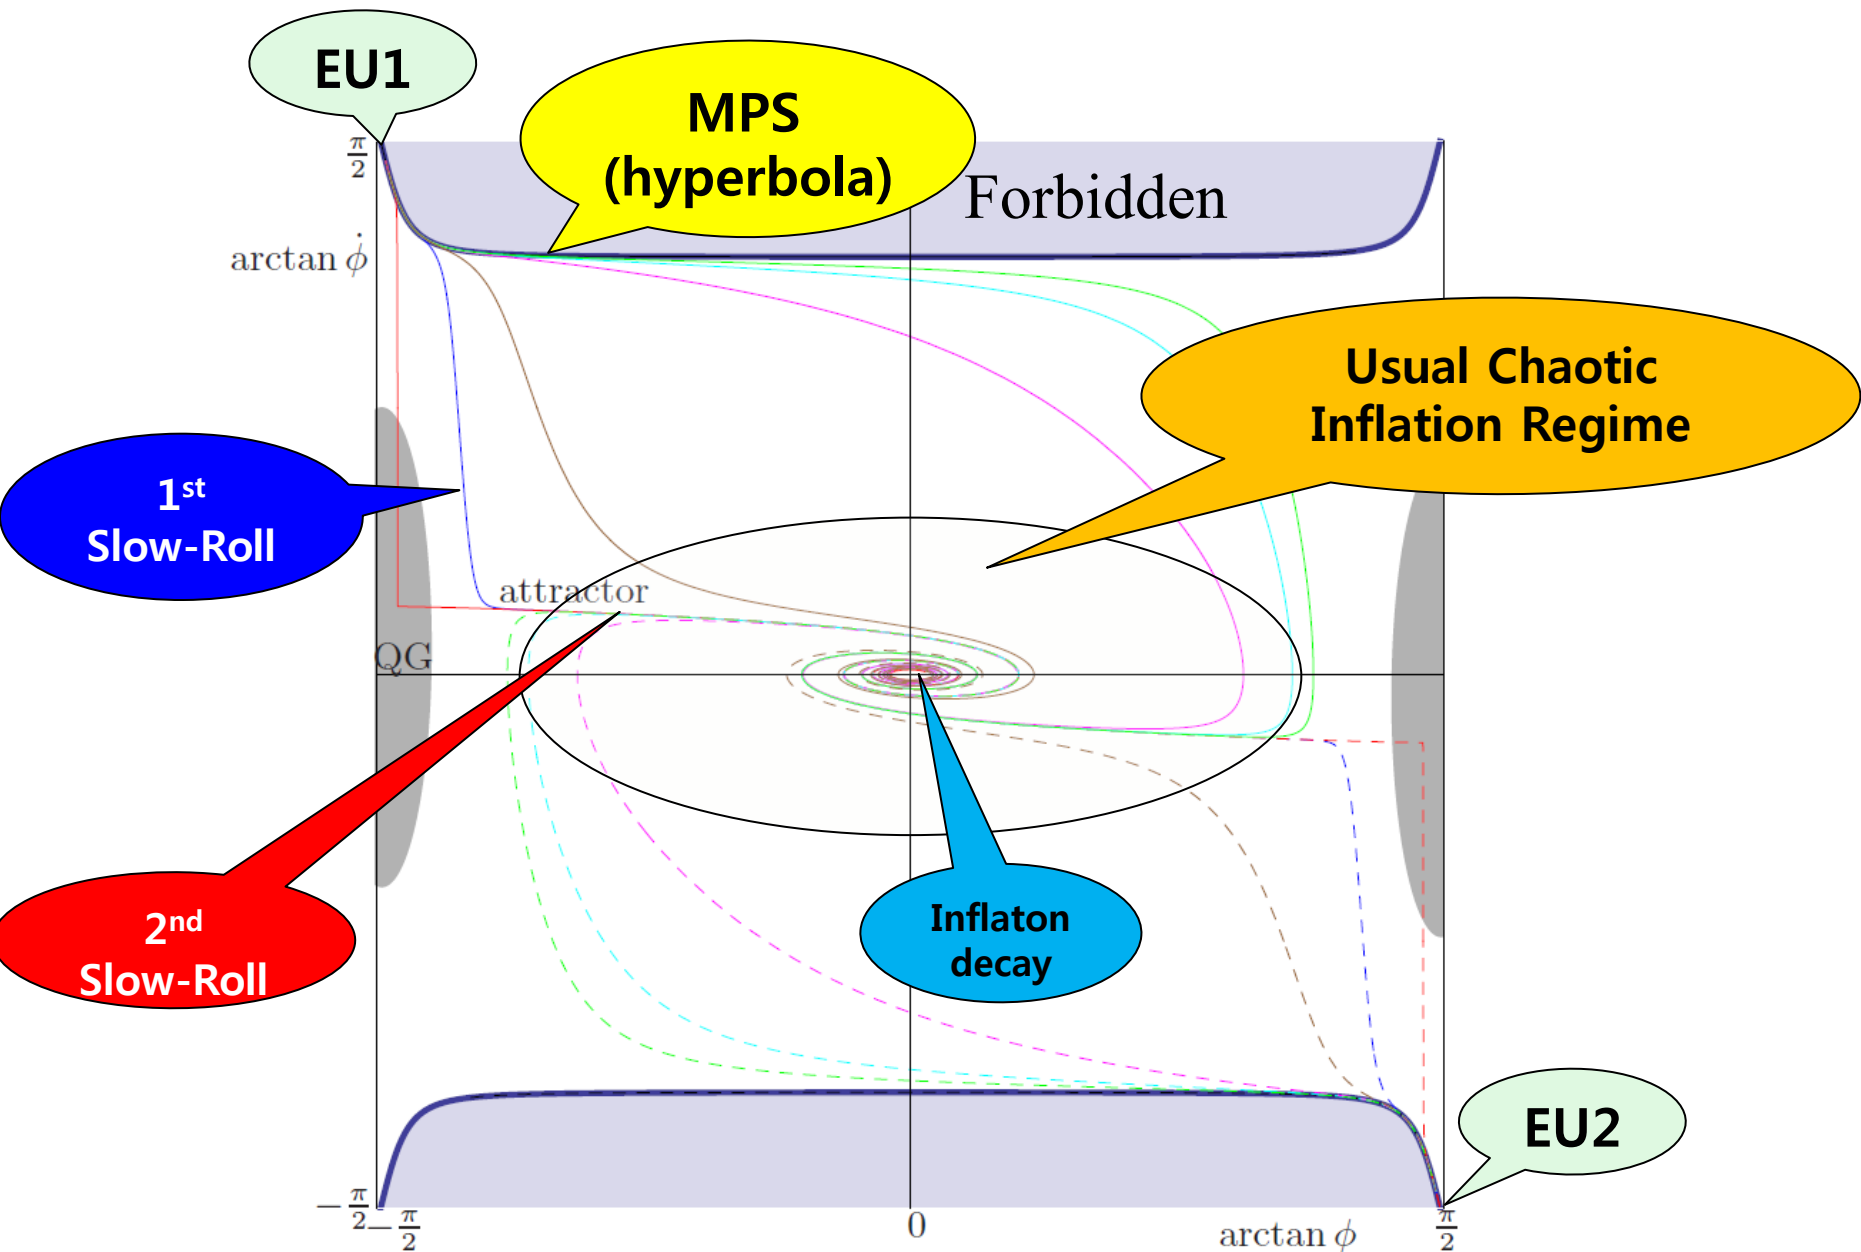 EU1
MPS
(hyperbola)
π/2
Forbidden
arctan ϕ̇
Usual Chaotic
Inflation Regime
1st
Slow-Roll
attractor
QG
2nd
Slow-Roll
Inflaton
decay
EU2
−π/2
−π/2
0
arctan ϕ
π/2